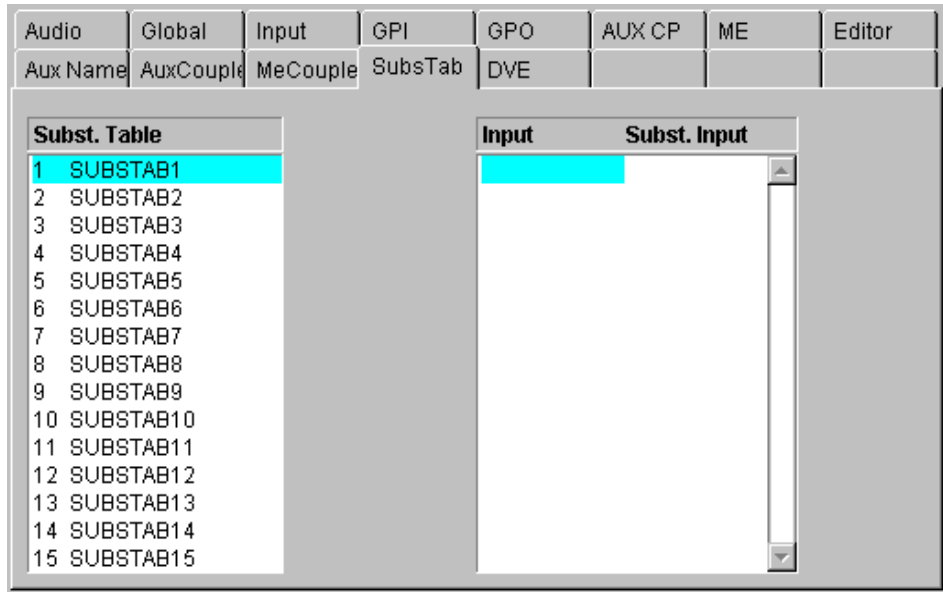 Audio Global Input GPI GPO AUX CP ME Editor
Aux Name AuxCouple MeCouple SubsTab DVE
Subst. Table Input Subst. Input
1 SUBSTAB1
2 SUBSTAB2
3 SUBSTAB3
4 SUBSTAB4
5 SUBSTAB5
6 SUBSTAB6
7 SUBSTAB7
8 SUBSTAB8
9 SUBSTAB9
10 SUBSTAB10
11 SUBSTAB11
12 SUBSTAB12
13 SUBSTAB13
14 SUBSTAB14
15 SUBSTAB15